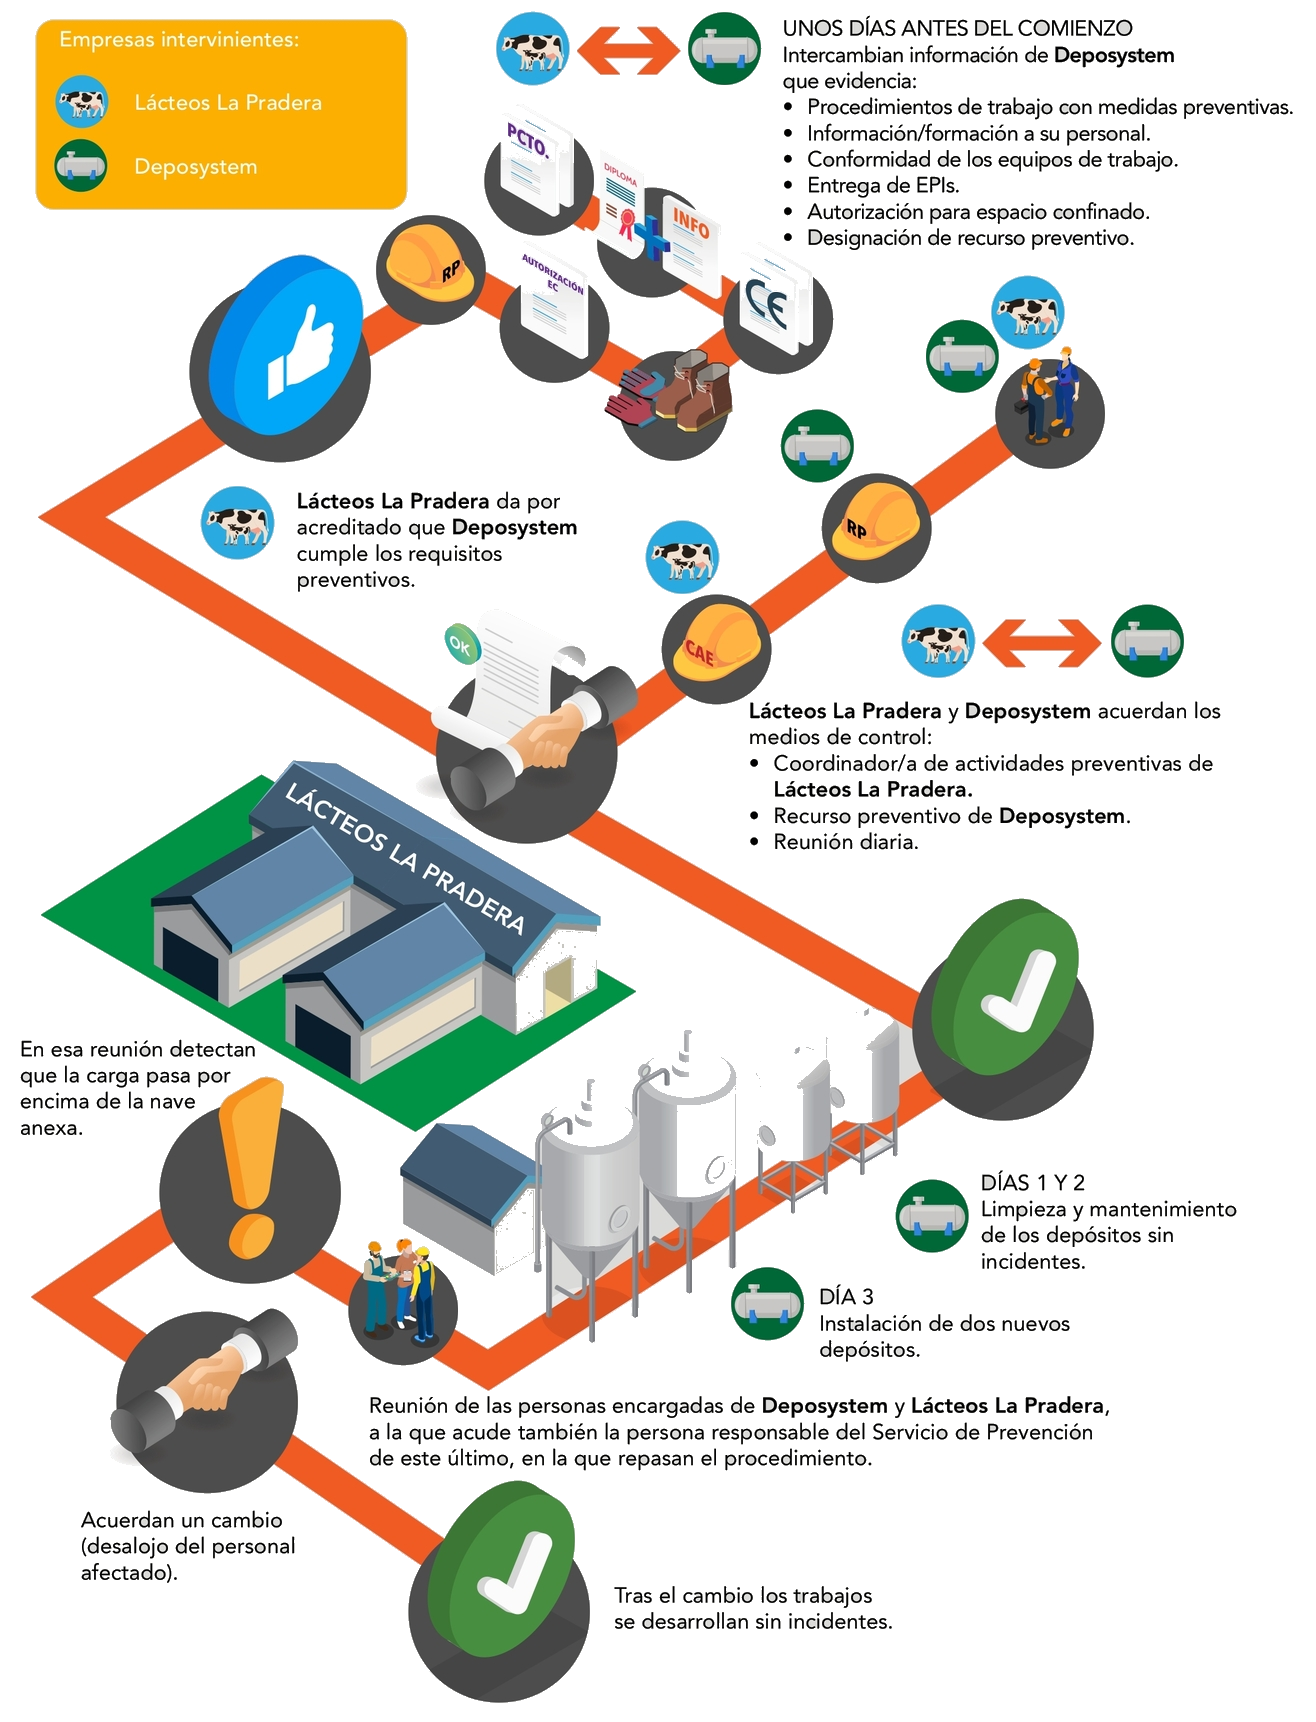 Empresas intervinientes:
Lácteos La Pradera
Deposystem
UNOS DÍAS ANTES DEL COMIENZO
Intercambian información de Deposystem
que evidencia:
• Procedimientos de trabajo con medidas preventivas.
• Información/formación a su personal.
• Conformidad de los equipos de trabajo.
• Entrega de EPIs.
• Autorización para espacio confinado.
• Designación de recurso preventivo.
PCTO.
DIPLOMA
INFO
CE
AUTORIZACIÓN
EC
RP
Lácteos La Pradera da por
acreditado que Deposystem
cumple los requisitos
preventivos.
RP
CAE
OK
Lácteos La Pradera y Deposystem acuerdan los
medios de control:
• Coordinador/a de actividades preventivas de
Lácteos La Pradera.
• Recurso preventivo de Deposystem.
• Reunión diaria.
LÁCTEOS LA PRADERA
DÍAS 1 Y 2
Limpieza y mantenimiento
de los depósitos sin
incidentes.
DÍA 3
Instalación de dos nuevos
depósitos.
Reunión de las personas encargadas de Deposystem y Lácteos La Pradera,
a la que acude también la persona responsable del Servicio de Prevención
de este último, en la que repasan el procedimiento.
En esa reunión detectan
que la carga pasa por
encima de la nave
anexa.
Acuerdan un cambio
(desalojo del personal
afectado).
Tras el cambio los trabajos
se desarrollan sin incidentes.